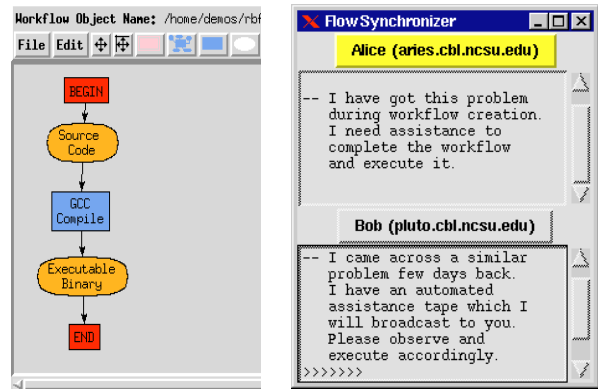 Workflow Object Name: /home/demos/rbf
File Edit
BEGIN
Source
Code
GCC
Compile
Executable
Binary
END
FlowSynchronizer
Alice (aries.cbl.ncsu.edu)
-- I have got this problem
during workflow creation.
I need assistance to
complete the workflow
and execute it.
Bob (pluto.cbl.ncsu.edu)
-- I came across a similar
problem few days back.
I have an automated
assistance tape which I
will broadcast to you.
Please observe and
execute accordingly.
>>>>>>>